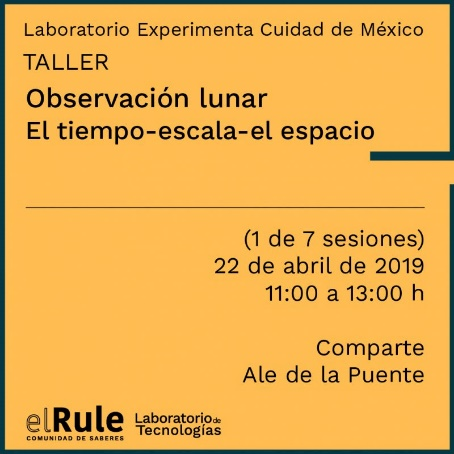 Laboratorio Experimenta Cuidad de México
TALLER
Observación lunar
El tiempo-escala-el espacio
(1 de 7 sesiones)
22 de abril de 2019
11:00 a 13:00 h
Comparte
Ale de la Puente
elRule
COMUNIDAD DE SABERES
Laboratorio de
Tecnologías